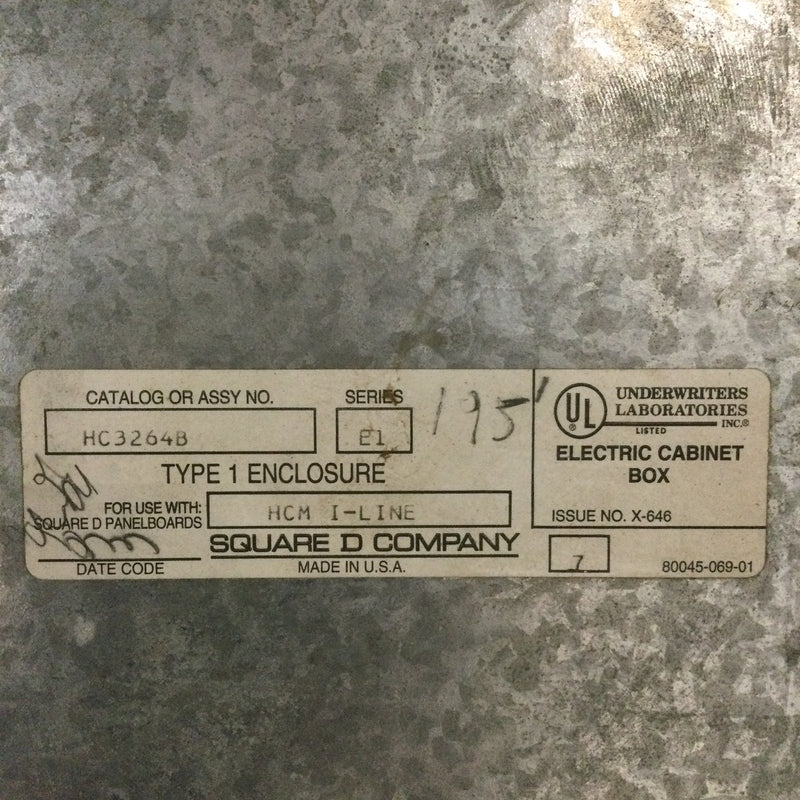 CATALOG OR ASSY NO.
SERIES
HC3264B
E1
195'
TYPE 1 ENCLOSURE
FOR USE WITH:
SQUARE D PANELBOARDS
HCM I-LINE
SQUARE D COMPANY
DATE CODE
MADE IN U.S.A.
UL
UNDERWRITERS
LABORATORIES
INC.®
LISTED
ELECTRIC CABINET
BOX
ISSUE NO. X-646
7
80045-069-01